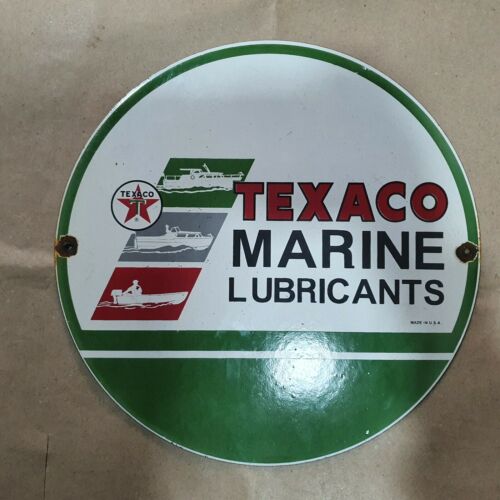 TEXACO
T
TEXACO
MARINE
LUBRICANTS
MADE IN U.S.A.